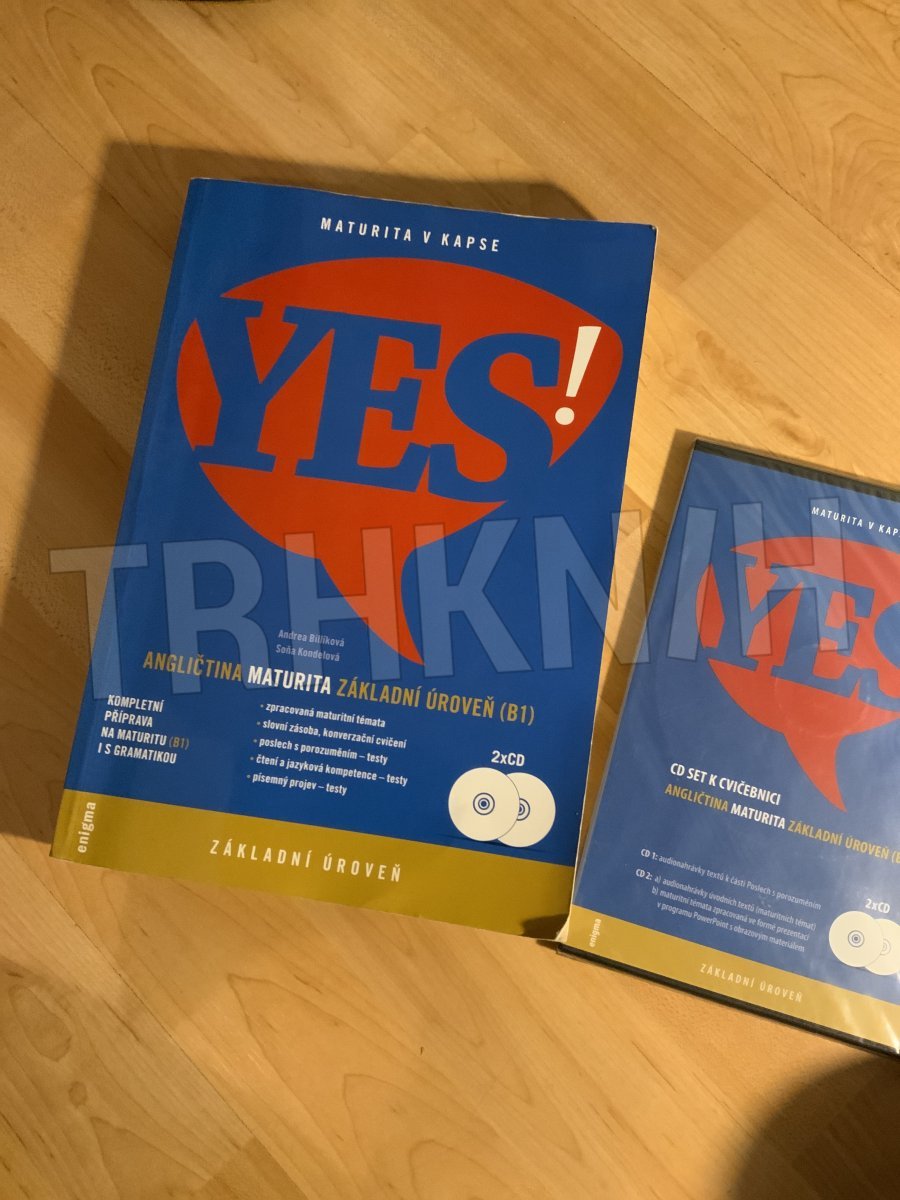 MATURITA V KAPSE
YES!
Andrea Billíková
Soňa Kondelová
ANGLIČTINA MATURITA ZÁKLADNÍ ÚROVEŇ (B1)
KOMPLETNÍ
PŘÍPRAVA
NA MATURITU (B1)
I S GRAMATIKOU
• zpracovaná maturitní témata
• slovní zásoba, konverzační cvičení
• poslech s porozuměním – testy
• čtení a jazyková kompetence – testy
• písemný projev – testy
2xCD
enigma
ZÁKLADNÍ ÚROVEŇ
TRHKNIH
MATURITA V
YES
CD SET K CVIČEBNICI
ANGLIČTINA MATURITA ZÁKLADNÍ ÚROVEŇ
CD 1: audionahrávky textů k části Poslech s porozuměním
CD 2: a) audionahrávky úvodních textů (maturitních témat)
b) maturitní témata zpracovaná ve formě prezentací
v programu PowerPoint s obrazovým materiálem
2xCD
enigma
ZÁKLADNÍ ÚROVEŇ